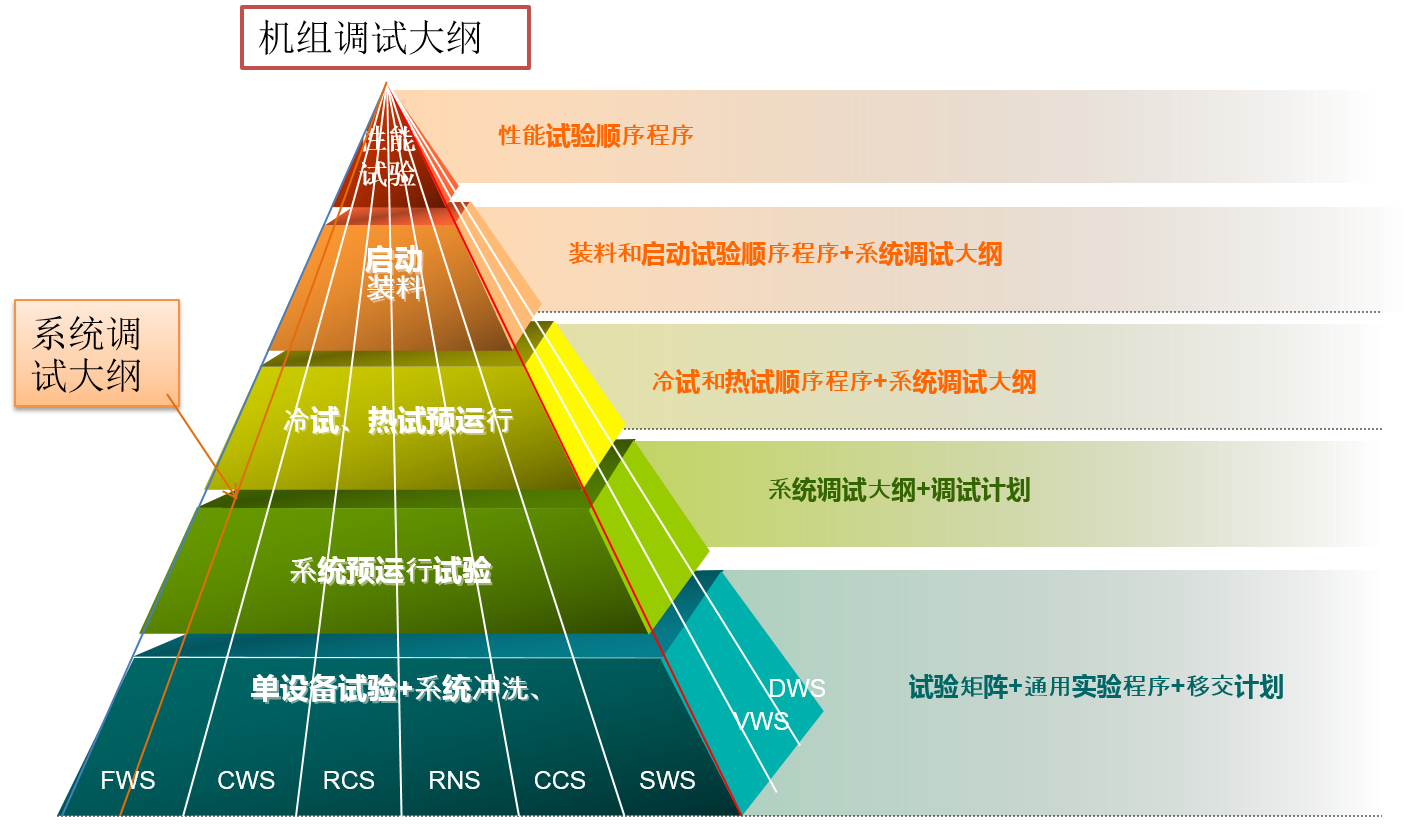 机组调试大纲
性能
试验
性能试验顺序程序
启动
装料
装料和启动试验顺序程序+系统调试大纲
系统调
试大纲
冷试、热试预运行
冷试和热试顺序程序+系统调试大纲
系统预运行试验
系统调试大纲+调试计划
单设备试验+系统冲洗、
试验矩阵+通用实验程序+移交计划
DWS
VWS
FWS CWS RCS RNS CCS SWS